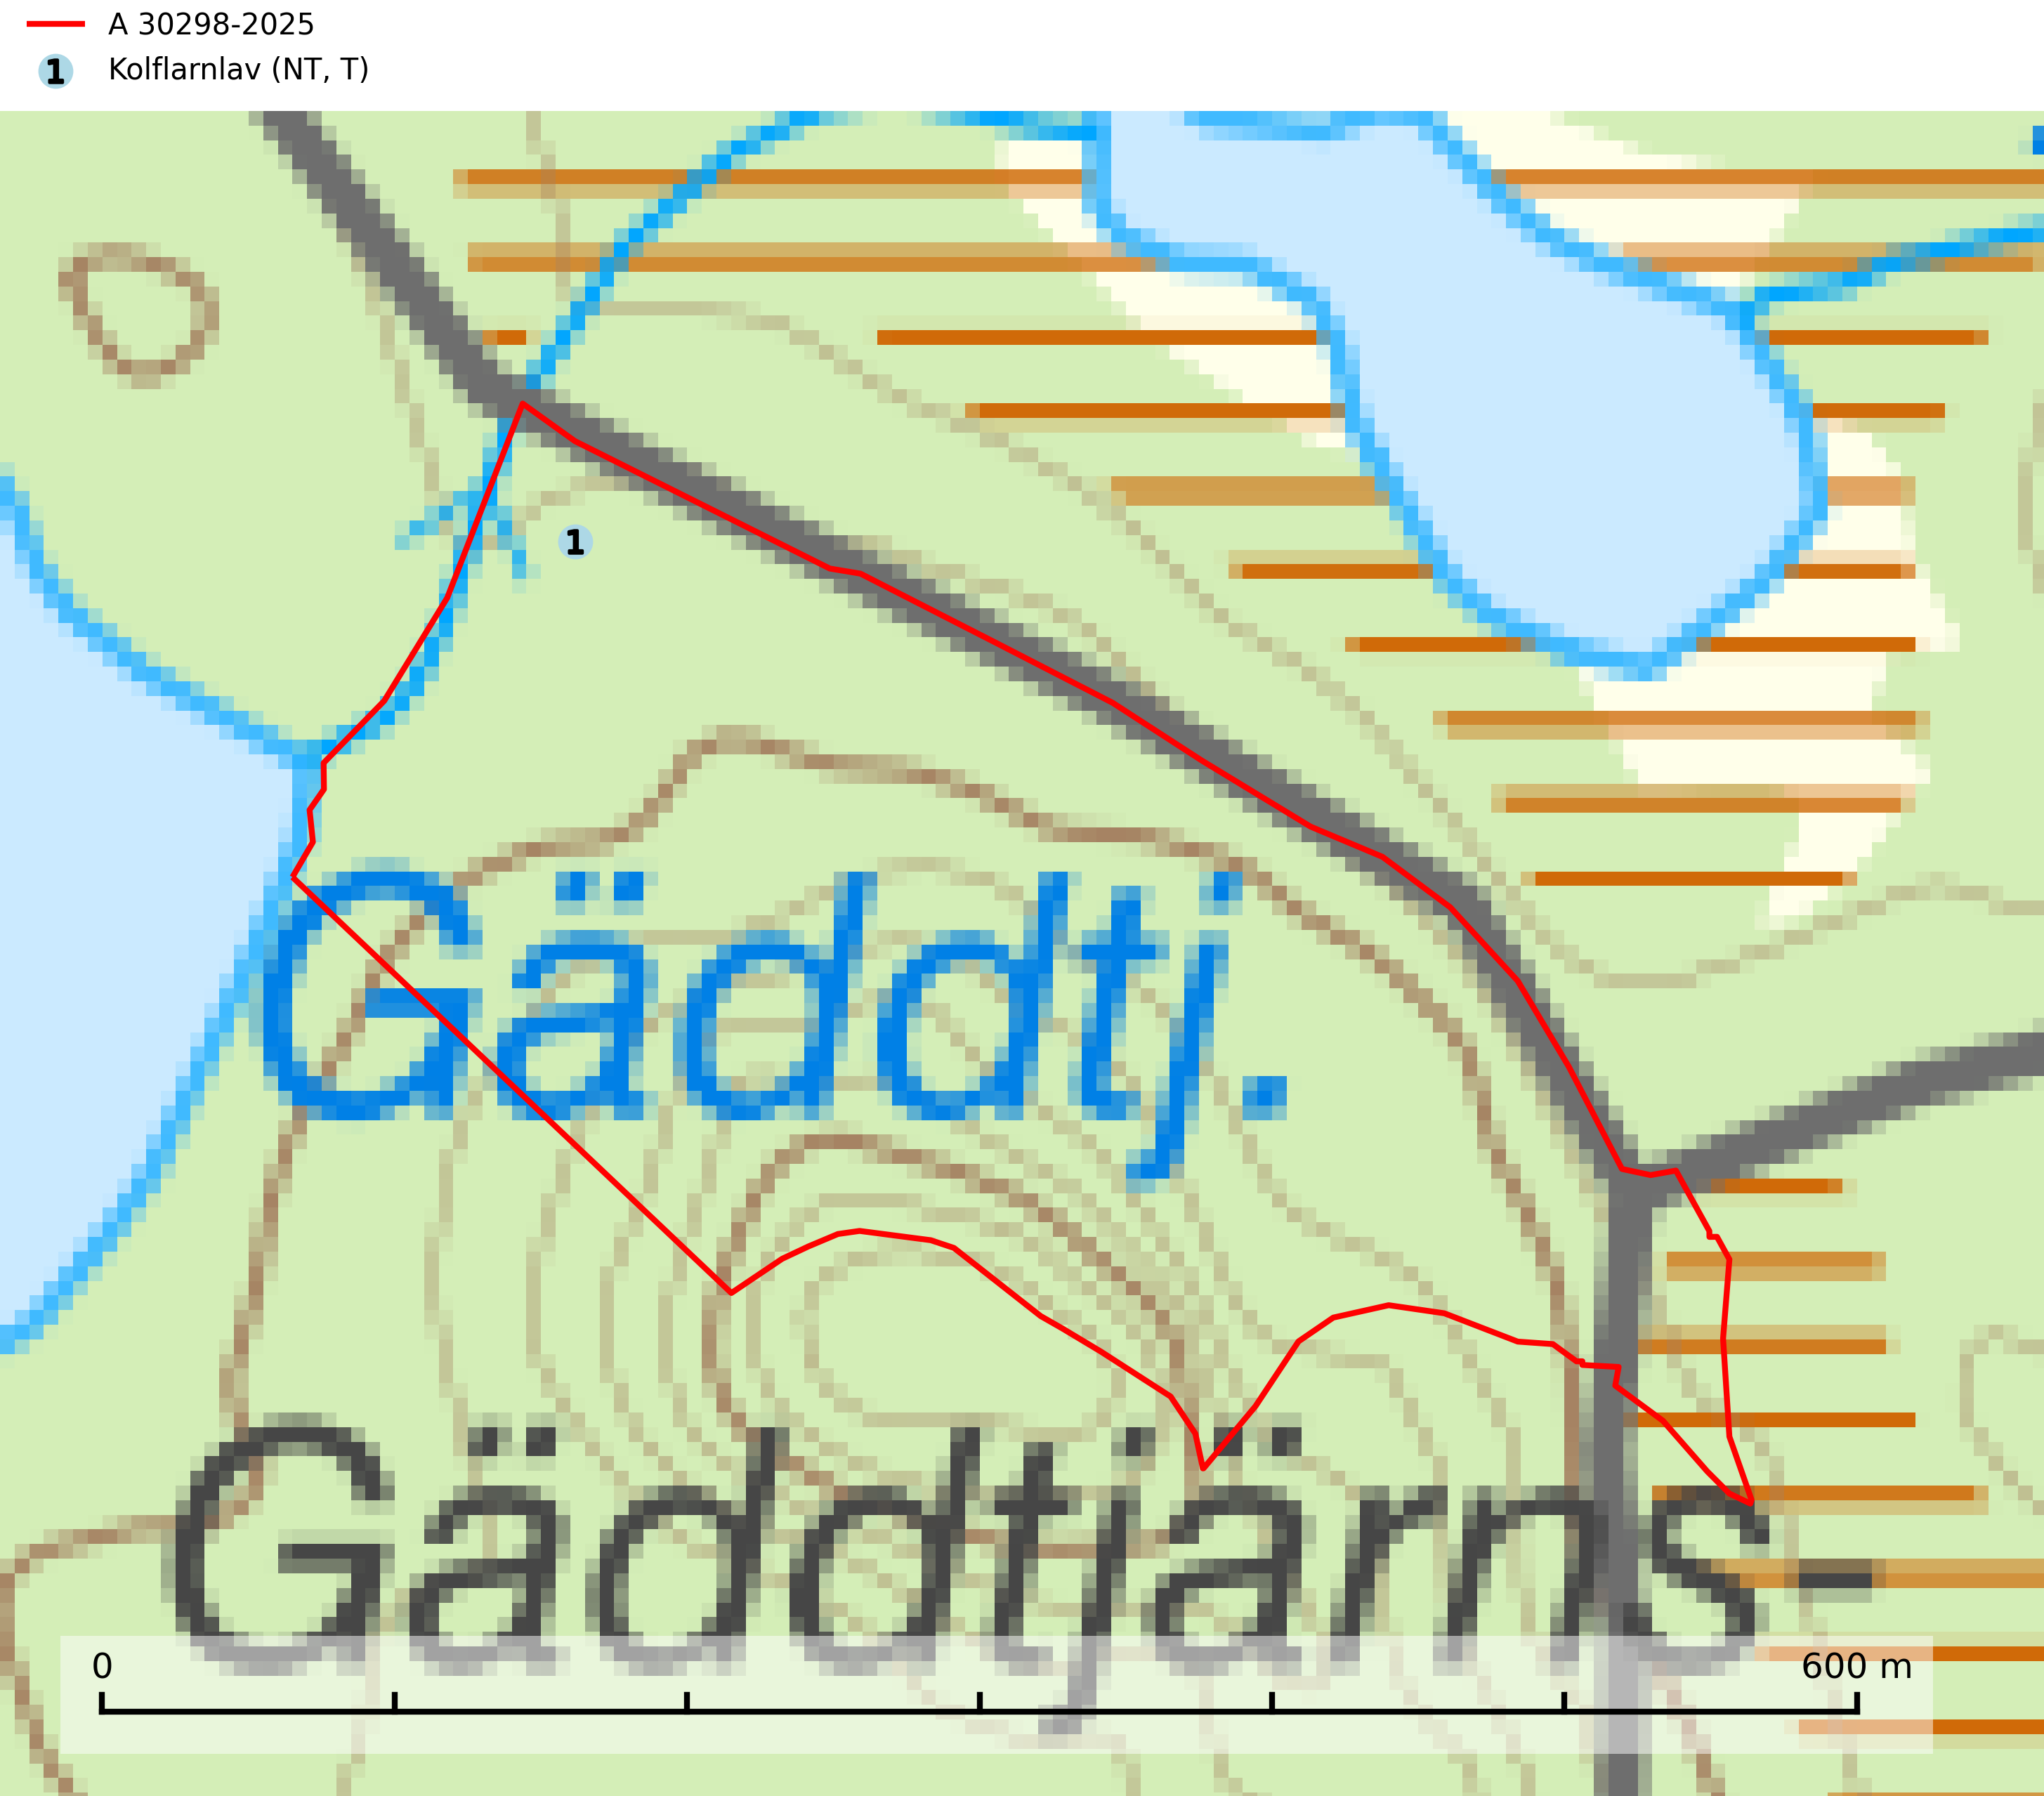 A 30298-2025
1 Kolflarnlav (NT, T)
1
Gäddtj.
Gäddtjärns-
0 600 m